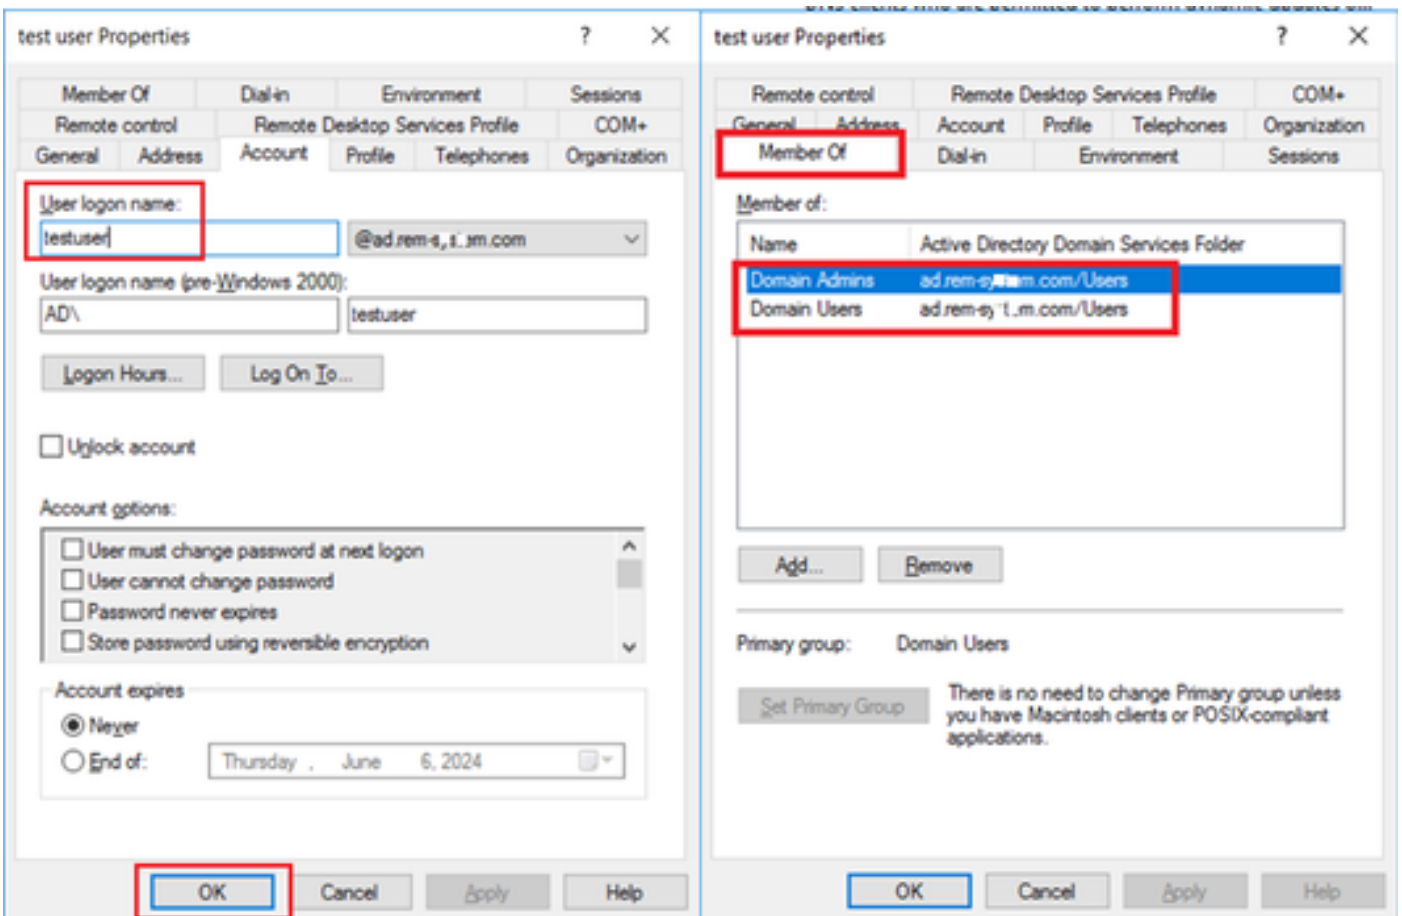 test user Properties
Member Of Dial-in Environment Sessions
Remote control Remote Desktop Services Profile COM+
General Address Account Profile Telephones Organization
User logon name:
testuser
User logon name (pre-Windows 2000):
AD\ testuser
Logon Hours... Log On To...
Unlock account
Account options:
User must change password at next logon
User cannot change password
Password never expires
Store password using reversible encryption
Account expires
Never
End of: Thursday , June 6, 2024
OK Cancel Apply Help
test user Properties
Remote control Remote Desktop Services Profile COM+
General Address Account Profile Telephones Organization
Member Of Dial-in Environment Sessions
Member of:
Name Active Directory Domain Services Folder
Domain Admins
Domain Users
Add... Remove
Primary group: Domain Users
Set Primary Group
There is no need to change Primary group unless
you have Macintosh clients or POSIX-compliant
applications.
OK Cancel Apply Help